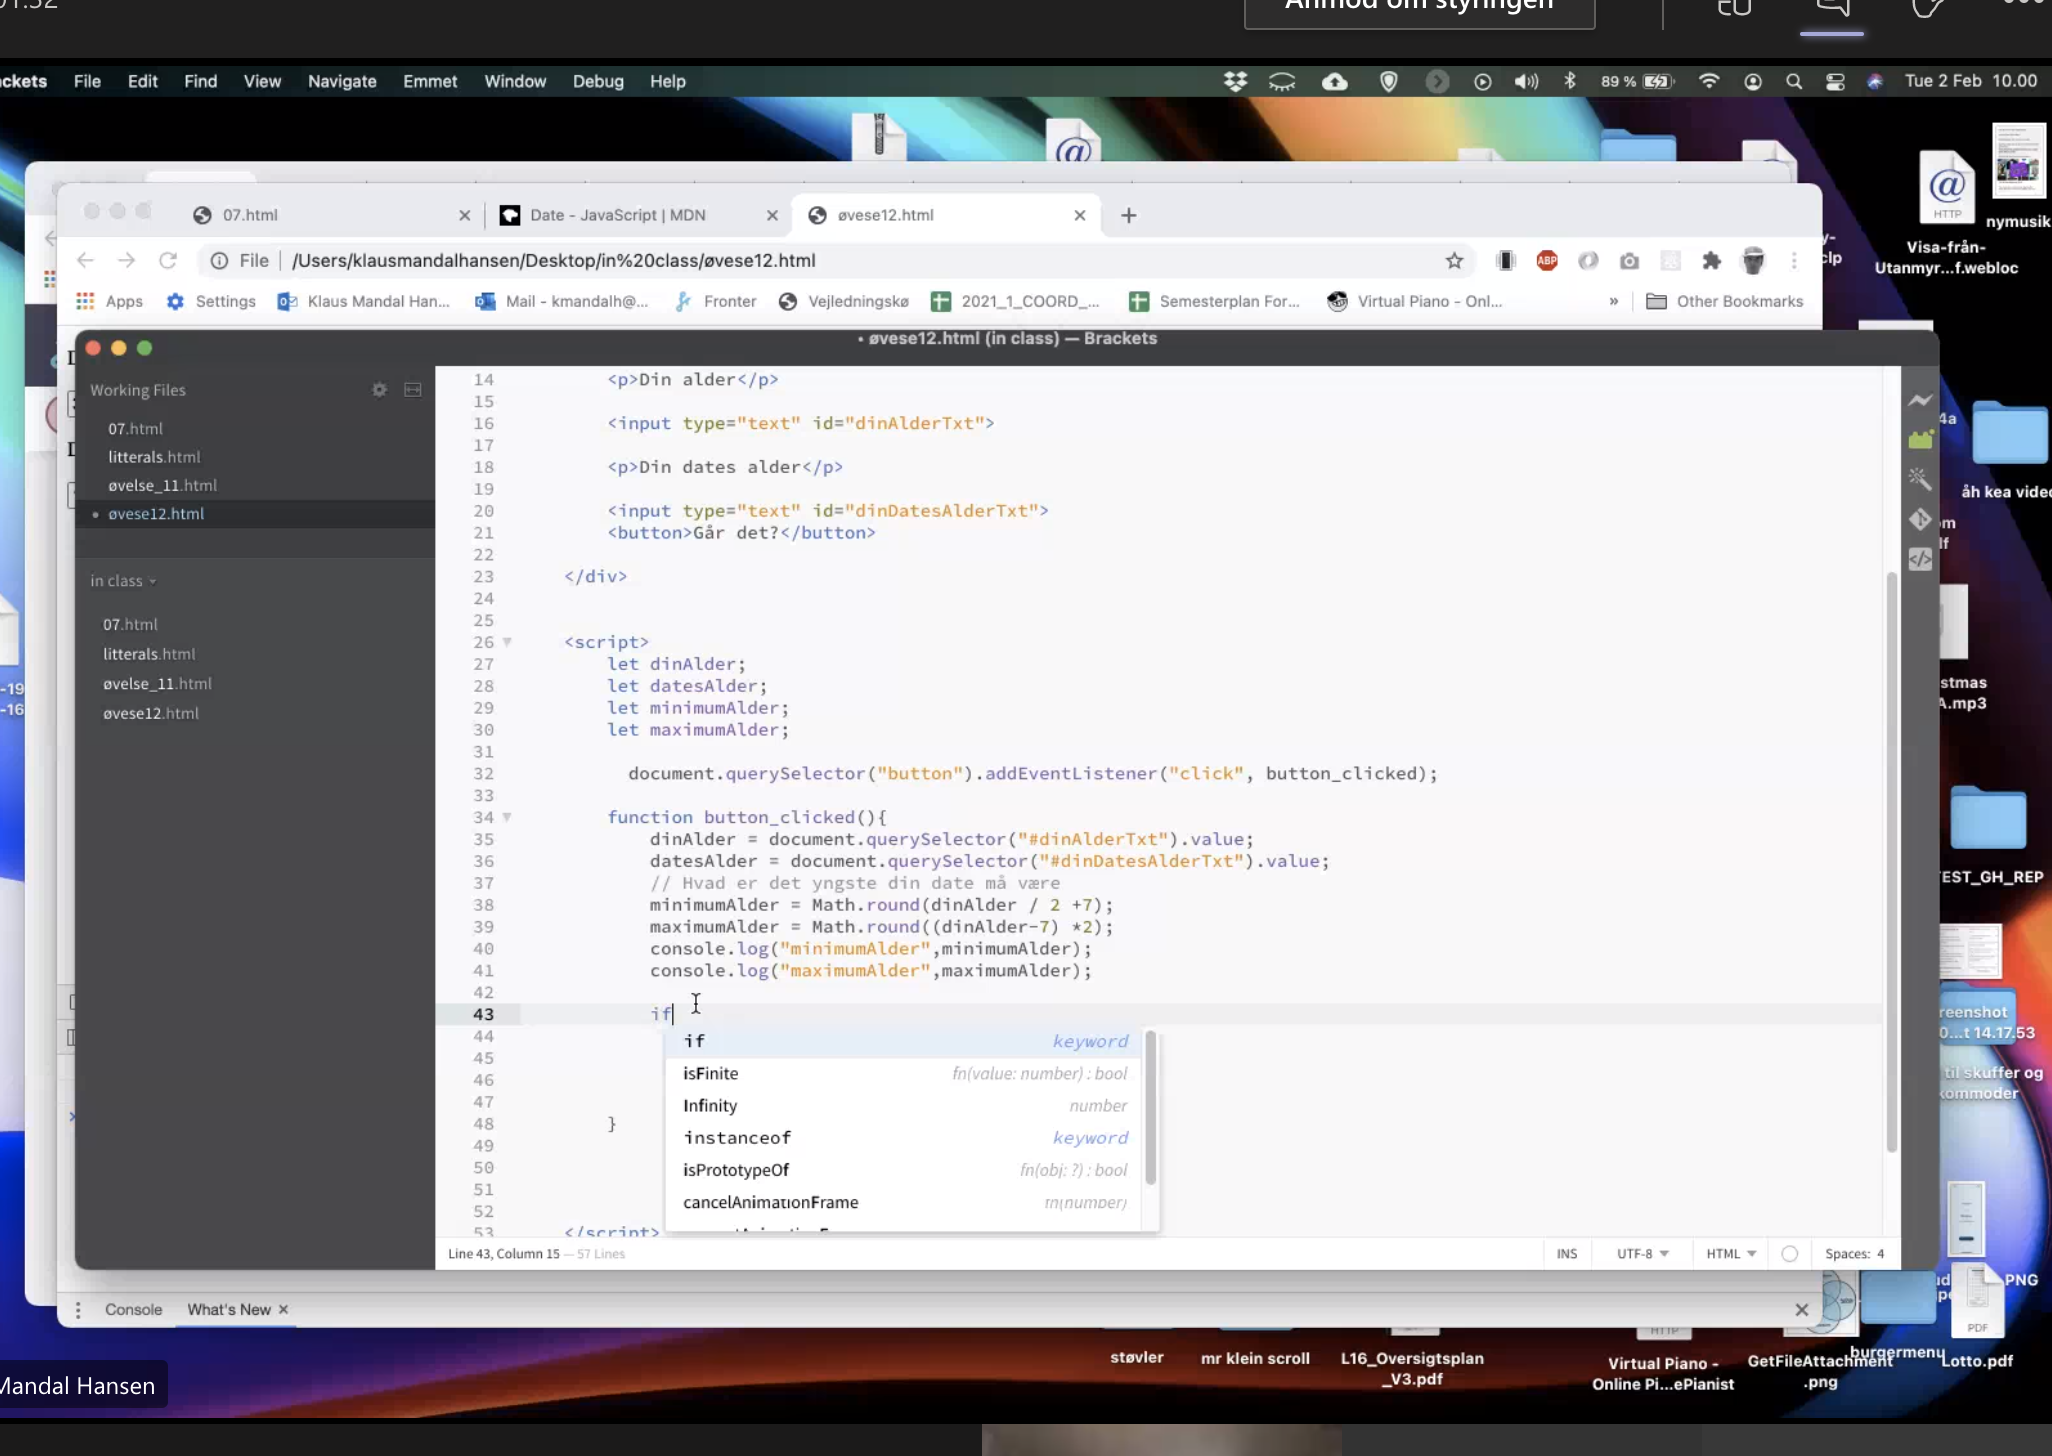 Anmod om styringen
File Edit Find View Navigate Emmet Window Debug Help
89 % Tue 2 Feb 10.00
07.html
Date - JavaScript | MDN
øvese12.html
File /Users/klausmandalhansen/Desktop/in%20class/øvese12.html
Apps Settings Klaus Mandal Han... Mail - kmandalh@... Fronter Vejledningskø 2021_1_COORD_... Semesterplan For... Virtual Piano - Onl... » Other Bookmarks
• øvese12.html (in class) — Brackets
Working Files
07.html
litterals.html
øvelse_11.html
øvese12.html
in class
07.html
litterals.html
øvelse_11.html
øvese12.html
14 <p>Din alder</p>
15
16 <input type="text" id="dinAlderTxt">
17
18 <p>Din dates alder</p>
19
20 <input type="text" id="dinDatesAlderTxt">
21 <button>Går det?</button>
22
23 </div>
24
25
26 <script>
27 let dinAlder;
28 let datesAlder;
29 let minimumAlder;
30 let maximumAlder;
31
32 document.querySelector("button").addEventListener("click", button_clicked);
33
34 function button_clicked(){
35 dinAlder = document.querySelector("#dinAlderTxt").value;
36 datesAlder = document.querySelector("#dinDatesAlderTxt").value;
37 // Hvad er det yngste din date må være
38 minimumAlder = Math.round(dinAlder / 2 +7);
39 maximumAlder = Math.round((dinAlder-7) *2);
40 console.log("minimumAlder",minimumAlder);
41 console.log("maximumAlder",maximumAlder);
42
43 if
44
45
46
47
48 }
49
50
51
52
53 </script>
if keyword
isFinite fn(value: number) : bool
Infinity number
instanceof keyword
isPrototypeOf fn(obj: ?) : bool
cancelAnimationFrame fn(number)
Line 43, Column 15 — 57 Lines
INS UTF-8 HTML Spaces: 4
Console What's New
Mandal Hansen
HTTP
nymusik
Visa-från-
Utanmyr...f.webloc
åh kea video
stmas
A.mp3
EST_GH_REP
reenshot
0...t 14.17.53
til skuffer og
kommoder
PNG
PDF
støvler
mr klein scroll
L16_Oversigtsplan
_V3.pdf
Virtual Piano -
Online Pi...ePianist
GetFileAttachment
.png
burgermenu
Lotto.pdf